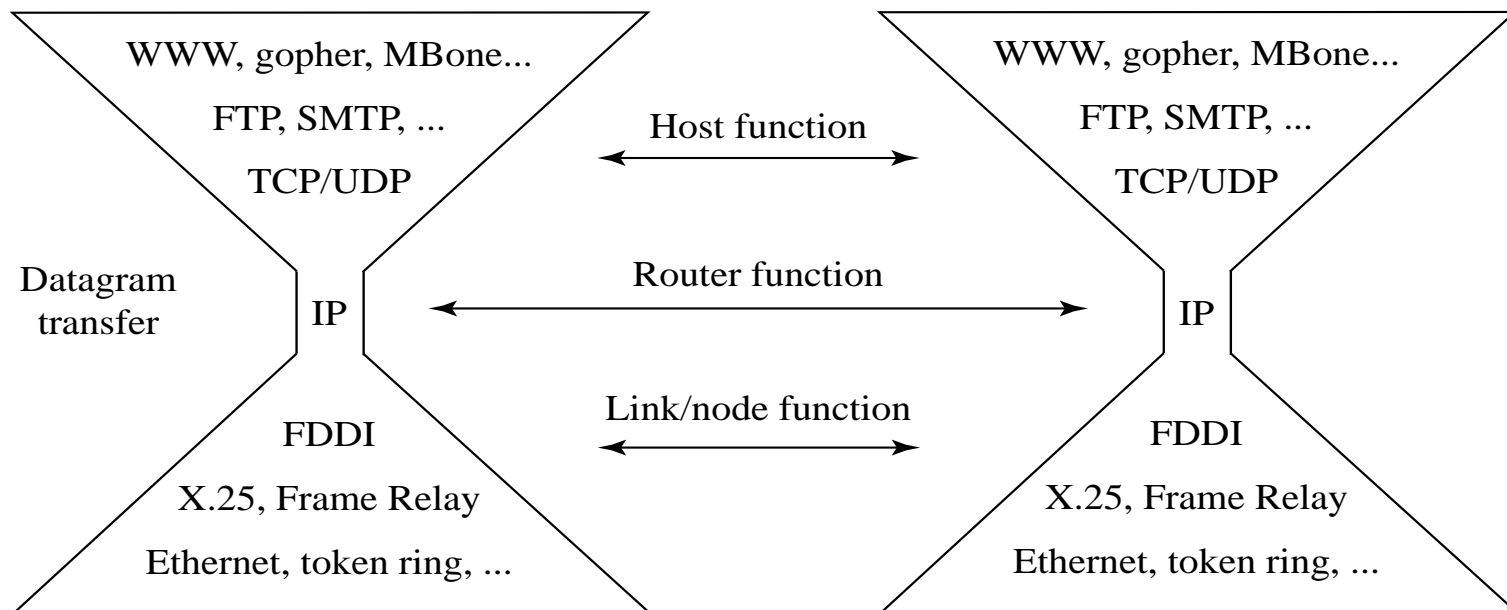 WWW, gopher, MBone...
FTP, SMTP, ...
TCP/UDP
Datagram
transfer
IP
FDDI
X.25, Frame Relay
Ethernet, token ring, ...
Host function
Router function
Link/node function
WWW, gopher, MBone...
FTP, SMTP, ...
TCP/UDP
IP
FDDI
X.25, Frame Relay
Ethernet, token ring, ...